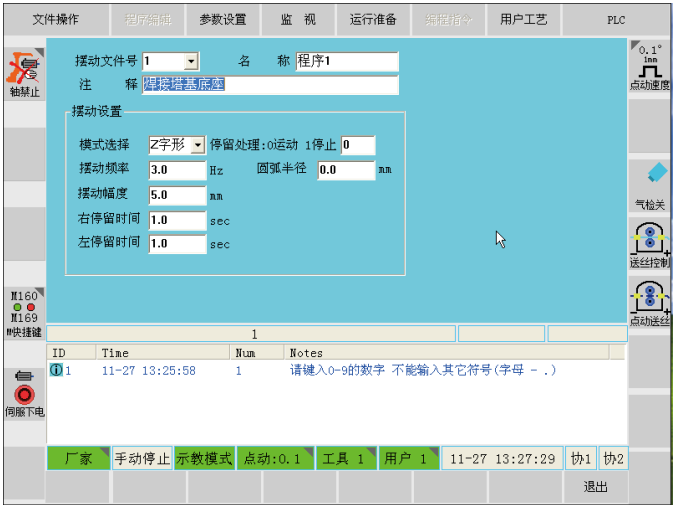 文件操作 程序编辑 参数设置 监 视 运行准备 编程指令 用户工艺 PLC
轴禁止
0.1°
1mm
点动速度
摆动文件号 1 名 称 程序1
注 释 焊接塔基底座
摆动设置
模式选择 Z字形 停留处理:0运动 1停止 0
摆动频率 3.0 Hz 圆弧半径 0.0 mm
摆动幅度 5.0 mm
右停留时间 1.0 sec
左停留时间 1.0 sec
气检关
送丝控制
M160
M169
M快捷键
点动送丝
1
ID Time Num Notes
1 11-27 13:25:58 1 请键入0-9的数字 不能输入其它符号(字母 - .)
伺服下电
厂家 手动停止 示教模式 点动:0.1 工具 1 用户 1 11-27 13:27:29 协1 协2
退出